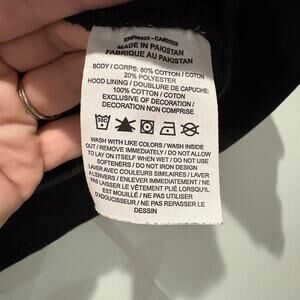 MADE IN PAKISTAN
FABRIQUE AU PAKISTAN
BODY / CORPS: 80% COTTON / COTON
20% POLYESTER
HOOD LINING / DOUBLURE DE CAPUCHE:
100% COTTON / COTON
EXCLUSIVE OF DECORATION /
DECORATION NON COMPRISE
WASH WITH LIKE COLORS / WASH INSIDE
OUT / REMOVE IMMEDIATELY / DO NOT ALLOW
TO LAY ON ITSELF WHEN WET / DO NOT USE
SOFTENERS / DO NOT IRON DESIGN
LAVER AVEC COULEURS SIMILAIRES / LAVER
A L'ENVERS / ENLEVER IMMEDIATEMENT / NE
PAS LAISSER LE VÊTEMENT PLIÉ LORSQU'IL
EST MOUILLÉ / NE PAS UTILISER
D'ADOUCISSEUR / NE PAS REPASSER LE
DESSIN